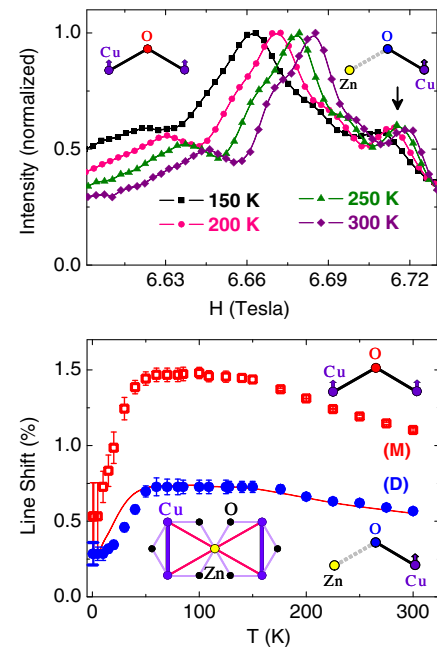 1.0
0.5
0.0
Intensity (normalized)
Cu
O
O
Zn
Cu
150 K
250 K
200 K
300 K
6.63
6.66
6.69
6.72
H (Tesla)
1.5
1.0
0.5
0.0
Line Shift (%)
O
Cu
(M)
(D)
Cu
O
Zn
O
Zn
Cu
0
100
200
300
T (K)